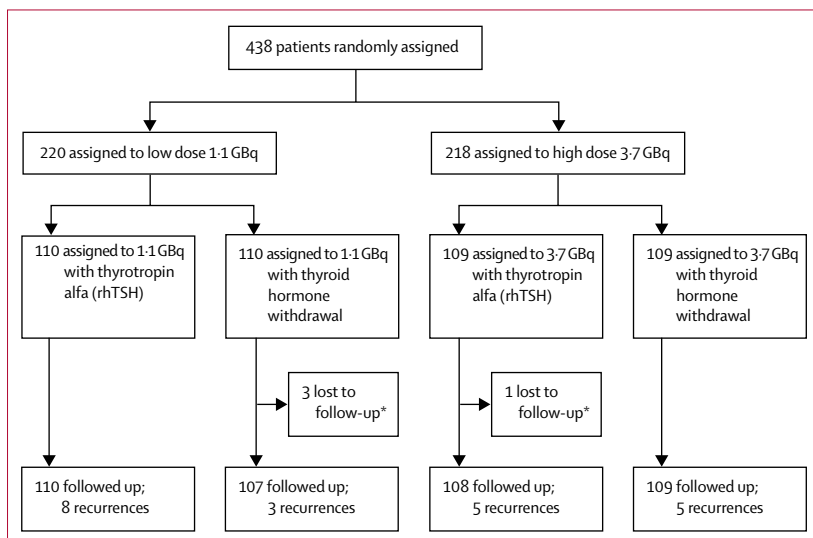 438 patients randomly assigned
220 assigned to low dose 1·1 GBq
218 assigned to high dose 3·7 GBq
110 assigned to 1·1 GBq
with thyrotropin
alfa (rhTSH)
110 assigned to 1·1 GBq
with thyroid
hormone
withdrawal
109 assigned to 3·7 GBq
with thyrotropin
alfa (rhTSH)
109 assigned to 3·7 GBq
with thyroid
hormone
withdrawal
3 lost to
follow-up*
1 lost to
follow-up*
110 followed up;
8 recurrences
107 followed up;
3 recurrences
108 followed up;
5 recurrences
109 followed up;
5 recurrences